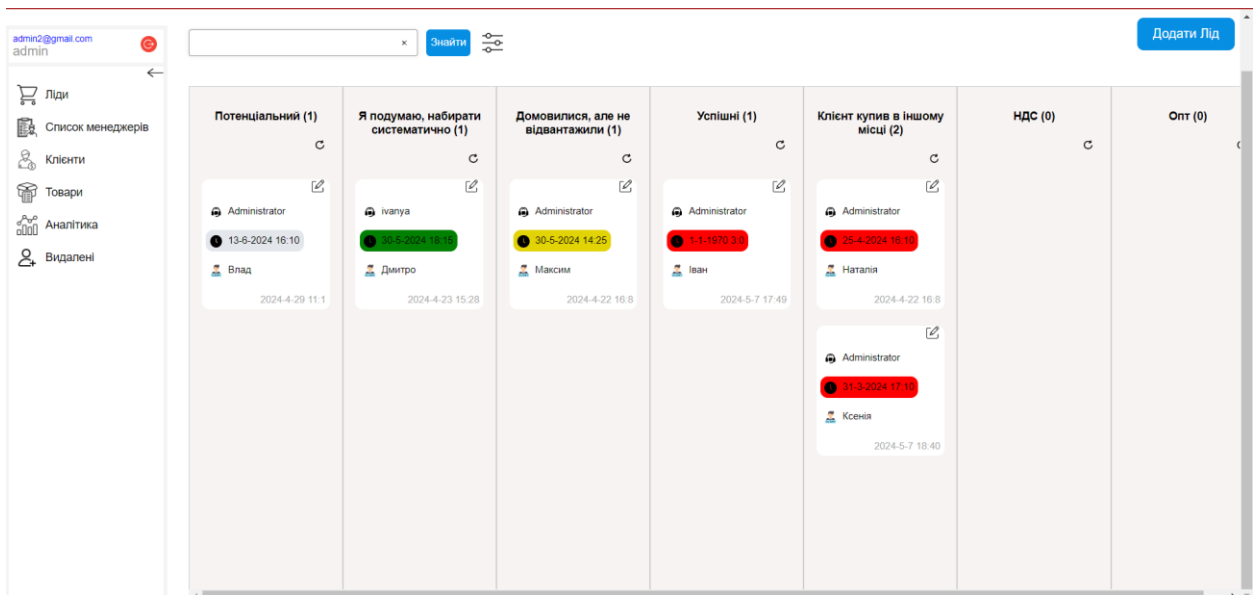 admin2@gmail.com
admin
Ліди
Список менеджерів
Клієнти
Товари
Аналітика
Видалені
Знайти
Додати Лід
Потенціальний (1)
Administrator
13-6-2024 16:10
Влад
2024-4-29 11:1
Я подумаю, набирати
систематично (1)
ivanya
30-5-2024 18:15
Дмитро
2024-4-23 15:28
Домовилися, але не
відвантажили (1)
Administrator
30-5-2024 14:25
Максим
2024-4-22 16:8
Успішні (1)
Administrator
1-1-1970 3:0
Іван
2024-5-7 17:49
Клієнт купив в іншому
місці (2)
Administrator
25-4-2024 16:10
Наталія
2024-4-22 16:8
Administrator
31-3-2024 17:10
Ксенія
2024-5-7 18:40
НДС (0)
Опт (0)